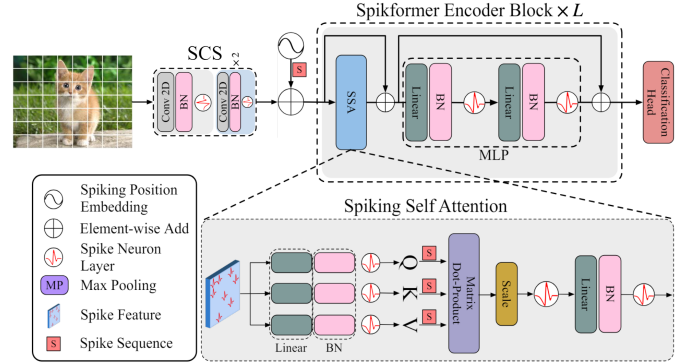 Spikformer Encoder Block × L
SCS
× 2
Conv 2D
BN
Conv 2D
BN
S
SSA
Linear
BN
Linear
BN
MLP
Classification
Head
Spiking Position
Embedding
Element-wise Add
Spike Neuron
Layer
MP
Max Pooling
Spike Feature
S
Spike Sequence
Spiking Self Attention
Q
S
K
S
V
S
Linear
BN
Matrix
Dot-Product
Scale
Linear
BN